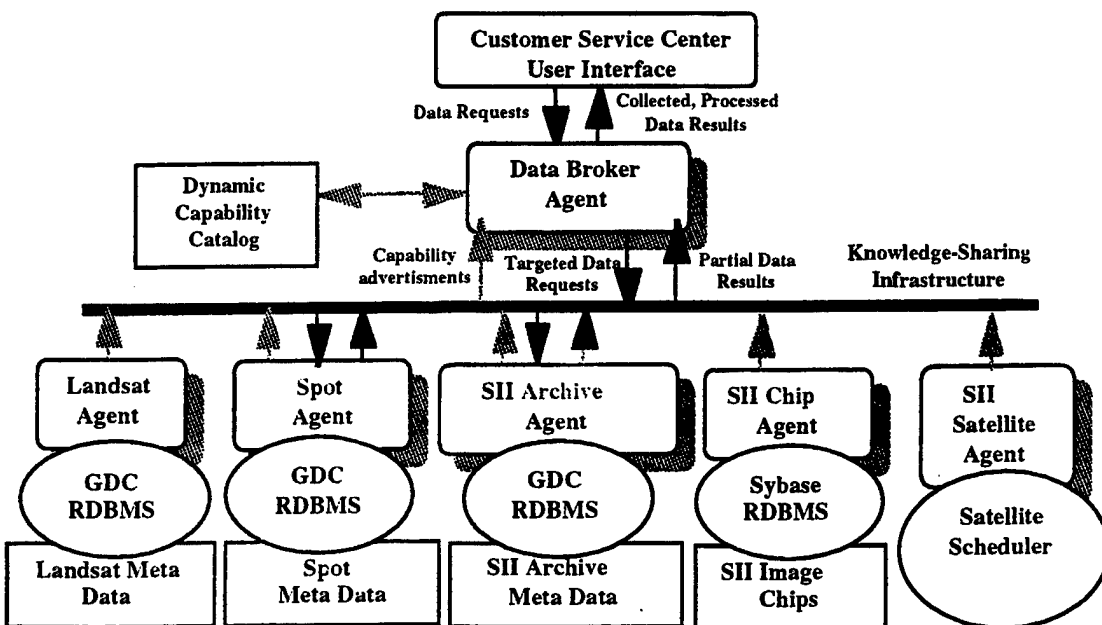 Customer Service Center
User Interface
Data Requests
Collected, Processed
Data Results
Data Broker
Agent
Dynamic
Capability
Catalog
Capability
advertisments
Targeted Data
Requests
Partial Data
Results
Knowledge-Sharing
Infrastructure
Landsat
Agent
Spot
Agent
SII Archive
Agent
SII Chip
Agent
SII
Satellite
Agent
GDC
RDBMS
GDC
RDBMS
GDC
RDBMS
Sybase
RDBMS
Satellite
Scheduler
Landsat Meta
Data
Spot
Meta Data
SII Archive
Meta Data
SII Image
Chips